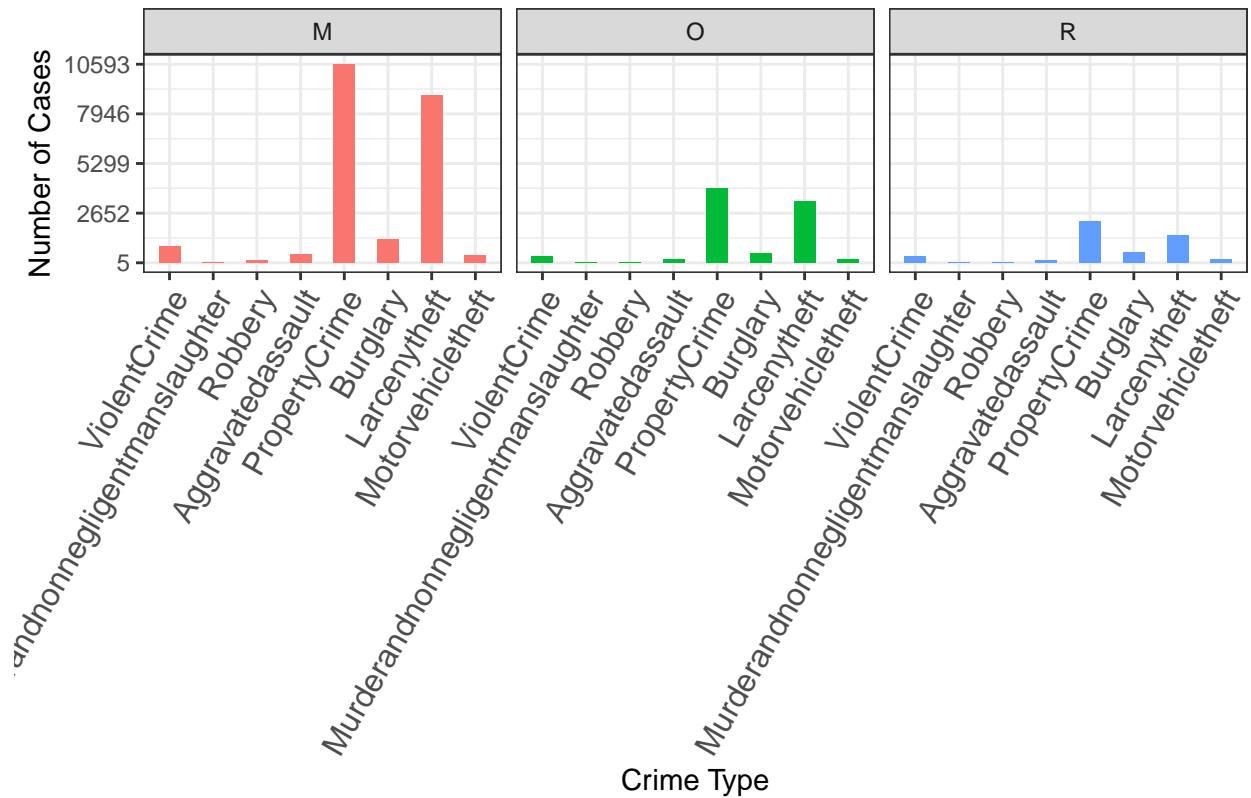 M
O
R
Number of Cases
10593
7946
5299
2652
5
ViolentCrime
andnonnegligentmanslaughter
Robbery
Aggravatedassault
PropertyCrime
Burglary
Larcenytheft
Motorvehicletheft
ViolentCrime
Murderandnonnegligentmanslaughter
Robbery
Aggravatedassault
PropertyCrime
Burglary
Larcenytheft
Motorvehicletheft
ViolentCrime
Murderandnonnegligentmanslaughter
Robbery
Aggravatedassault
PropertyCrime
Burglary
Larcenytheft
Motorvehicletheft
Crime Type